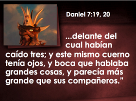 Daniel 7:19, 20
"...delante del
cual habían
caído tres; y este mismo cuerno
tenía ojos, y boca que hablaba
grandes cosas, y parecía más
grande que sus compañeros."